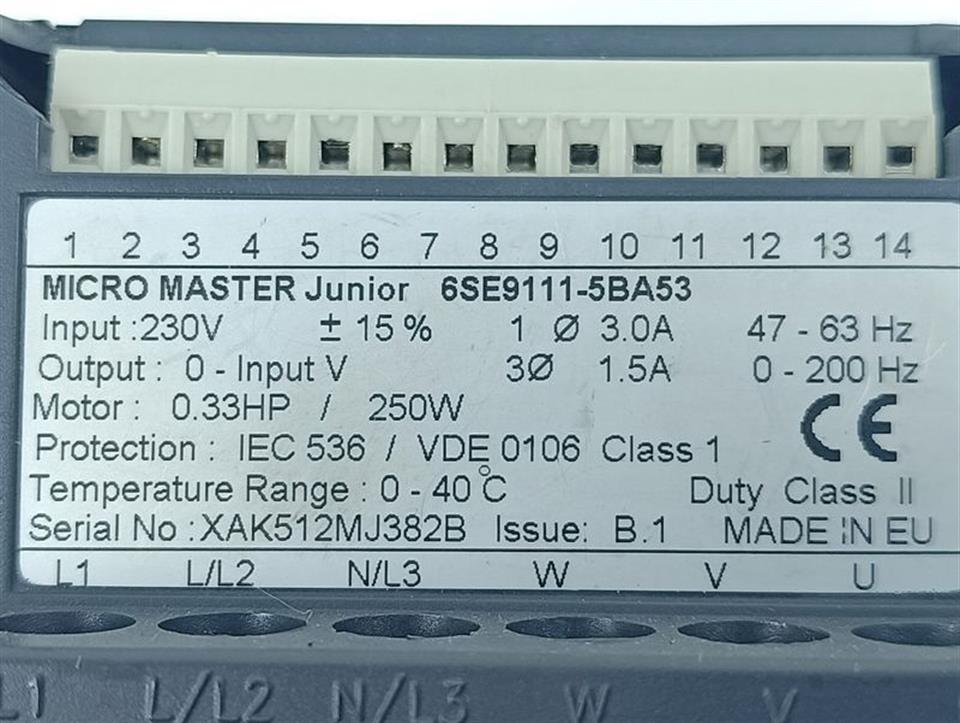 1 2 3 4 5 6 7 8 9 10 11 12 13 14
MICRO MASTER Junior 6SE9111-5BA53
Input :230V ± 15 % 1 Ø 3.0A 47 - 63 Hz
Output : 0 - Input V 3Ø 1.5A 0 - 200 Hz
Motor : 0.33HP / 250W
CE
Protection : IEC 536 / VDE 0106 Class 1
Temperature Range : 0 - 40°C Duty Class II
Serial No :XAK512MJ382B Issue: B.1 MADE IN EU
L1 L/L2 N/L3 W V U
L1 L/L2 N/L3 W V